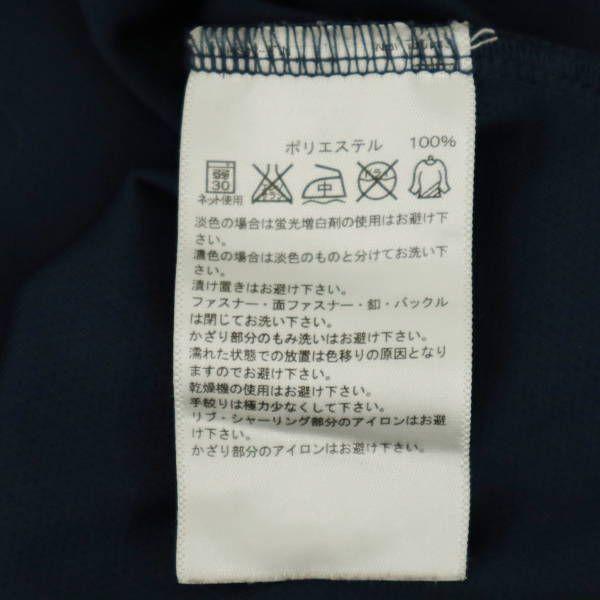 ポリエステル 100%
弱 30 中
ネット使用
淡色の場合は蛍光増白剤の使用はお避け下
さい。
濃色の場合は淡色のものと分けてお洗い下
さい。
漬け置きはお避け下さい。
ファスナー・面ファスナー・釦・バックル
は閉じてお洗い下さい。
かざり部分のもみ洗いはお避け下さい。
濡れた状態での放置は色移りの原因となり
ますのでお避け下さい。
乾燥機の使用はお避け下さい。
手絞りは極力少なくして下さい。
リブ・シャーリング部分のアイロンはお避
け下さい。
かざり部分のアイロンはお避け下さい。